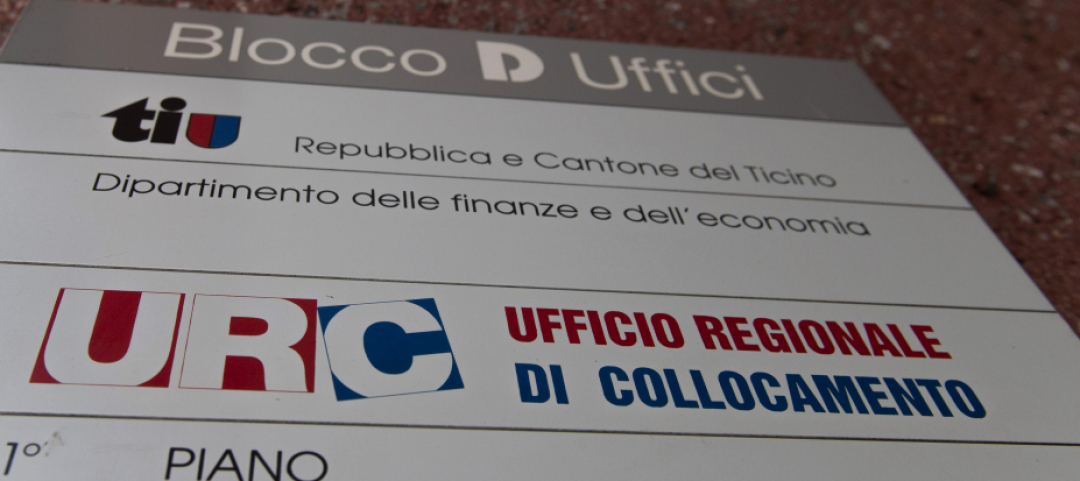 Blocco D Uffici
ti Repubblica e Cantone del Ticino
Dipartimento delle finanze e dell'economia
URC UFFICIO REGIONALE
DI COLLOCAMENTO
1° PIANO